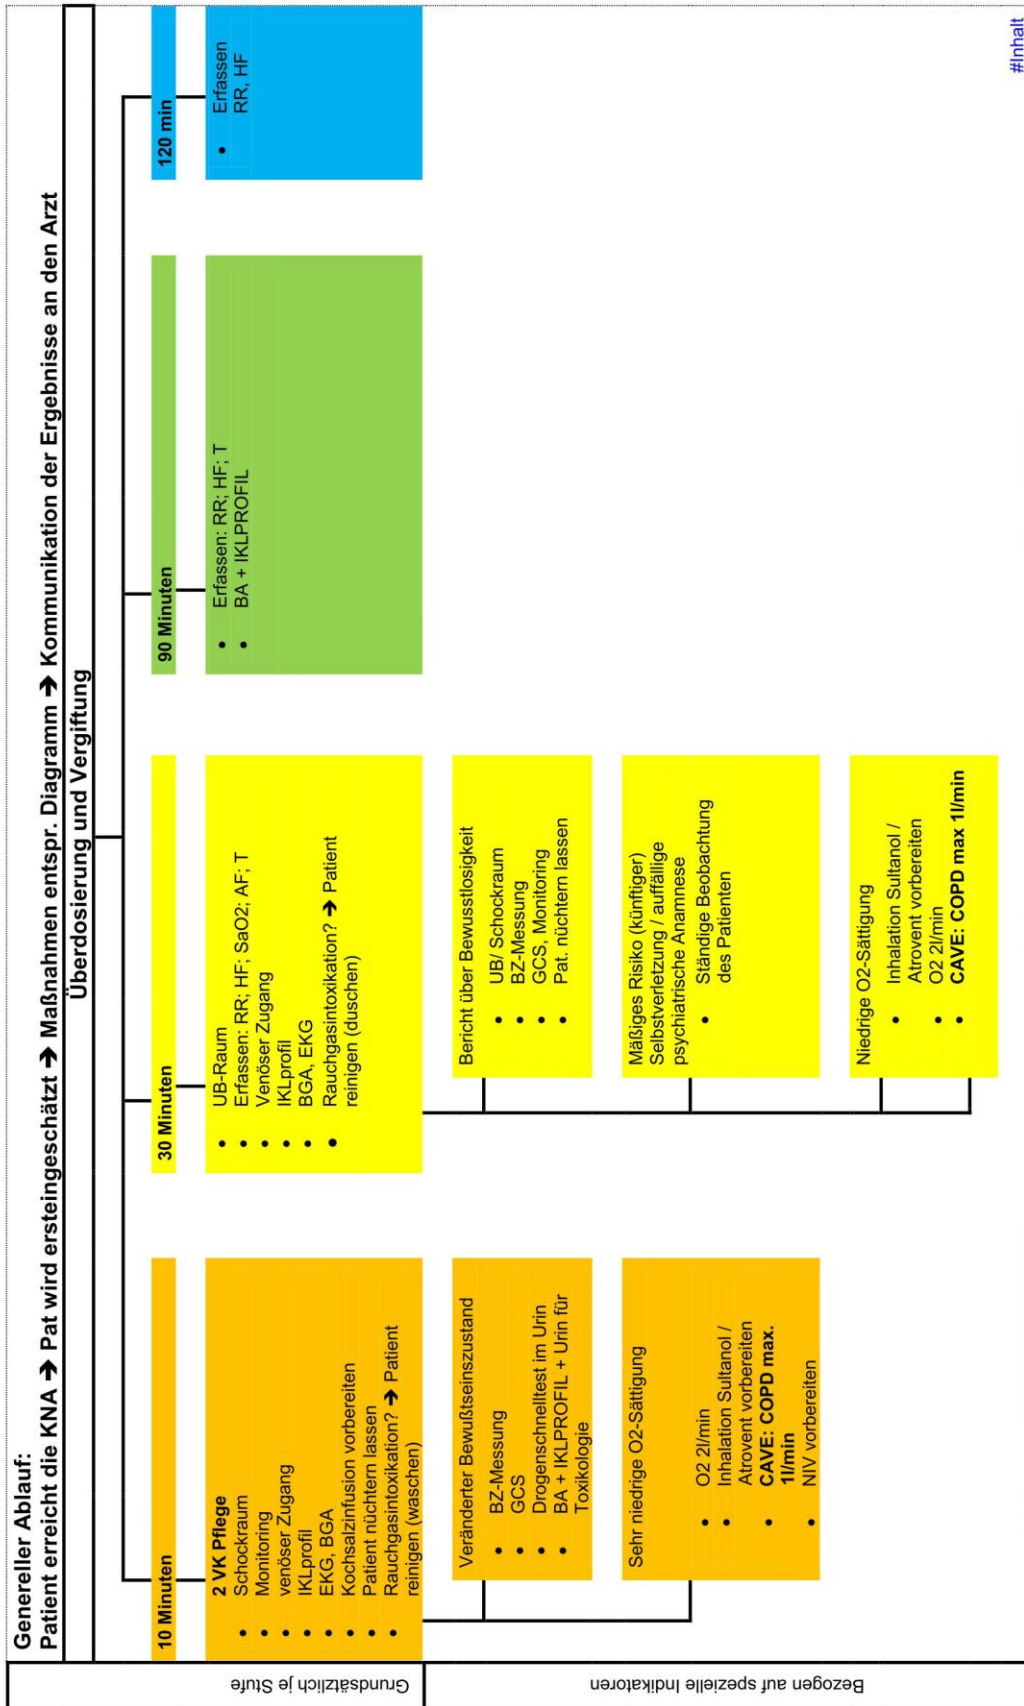 Genereller Ablauf:
Patient erreicht die KNA ➔ Pat wird ersteingeschätzt ➔ Maßnahmen entspr. Diagramm ➔ Kommunikation der Ergebnisse an den Arzt
Überdosierung und Vergiftung
Grundsätzlich je Stufe
10 Minuten
2 VK Pflege
• Schockraum
• Monitoring
• venöser Zugang
• IKLprofil
• EKG, BGA
• Kochsalzinfusion vorbereiten
• Patient nüchtern lassen
• Rauchgasintoxikation? ➔ Patient
reinigen (waschen)
30 Minuten
• UB-Raum
• Erfassen: RR; HF; SaO2; AF; T
• Venöser Zugang
• IKLprofil
• BGA, EKG
• Rauchgasintoxikation? ➔ Patient
reinigen (duschen)
90 Minuten
• Erfassen: RR; HF; T
• BA + IKLPROFIL
120 min
• Erfassen
RR, HF
Bezogen auf spezielle Indikatoren
Veränderter Bewußtseinszustand
• BZ-Messung
• GCS
• Drogenschnelltest im Urin
• BA + IKLPROFIL + Urin für
Toxikologie
Sehr niedrige O2-Sättigung
• O2 2l/min
• Inhalation Sultanol /
Atrovent vorbereiten
• CAVE: COPD max.
1l/min
• NIV vorbereiten
Bericht über Bewusstlosigkeit
• UB/ Schockraum
• BZ-Messung
• GCS, Monitoring
• Pat. nüchtern lassen
Mäßiges Risiko (künftiger)
Selbstverletzung / auffällige
psychiatrische Anamnese
• Ständige Beobachtung
des Patienten
Niedrige O2-Sättigung
• Inhalation Sultanol /
Atrovent vorbereiten
• O2 2l/min
• CAVE: COPD max 1l/min
#Inhalt